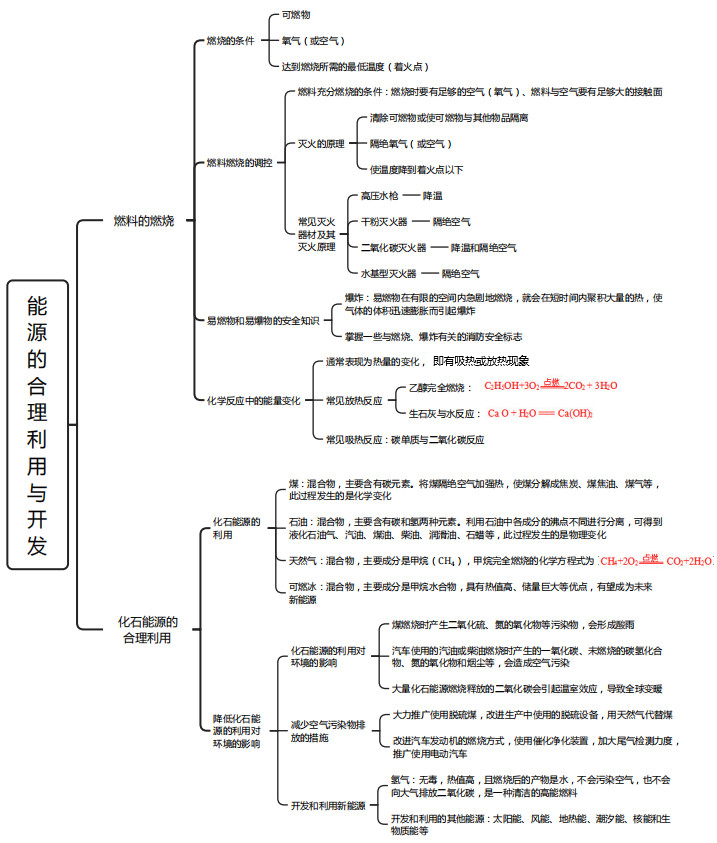 能源的合理利用与开发
燃料的燃烧
燃烧的条件
可燃物
氧气（或空气）
达到燃烧所需的最低温度（着火点）
燃料燃烧的调控
燃料充分燃烧的条件：燃烧时要有足够的空气（氧气）、燃料与空气要有足够大的接触面
灭火的原理
清除可燃物或使可燃物与其他物品隔离
隔绝氧气（或空气）
使温度降到着火点以下
常见灭火
器材及其
灭火原理
高压水枪
降温
干粉灭火器
隔绝空气
二氧化碳灭火器
降温和隔绝空气
水基型灭火器
隔绝空气
易燃物和易爆物的安全知识
爆炸：易燃物在有限的空间内急剧地燃烧，就会在短时间内聚积大量的热，使
气体的体积迅速膨胀而引起爆炸
掌握一些与燃烧、爆炸有关的消防安全标志
化学反应中的能量变化
通常表现为热量的变化，即有吸热或放热现象
常见放热反应
乙醇完全燃烧： C₂H₅OH+3O₂ 点燃 2CO₂ + 3H₂O
生石灰与水反应： Ca O + H₂O ═══ Ca(OH)₂
常见吸热反应：碳单质与二氧化碳反应
化石能源的
合理利用
化石能源的
利用
煤：混合物，主要含有碳元素。将煤隔绝空气加强热，使煤分解成焦炭、煤焦油、煤气等，
此过程发生的是化学变化
石油：混合物，主要含有碳和氢两种元素。利用石油中各成分的沸点不同进行分离，可得到
液化石油气、汽油、煤油、柴油、润滑油、石蜡等，此过程发生的是物理变化
天然气：混合物，主要成分是甲烷（CH₄），甲烷完全燃烧的化学方程式为 CH₄+2O₂ 点燃 CO₂+2H₂O
可燃冰：混合物，主要成分是甲烷水合物，具有热值高、储量巨大等优点，有望成为未来
新能源
降低化石能
源的利用对
环境的影响
化石能源的利用对
环境的影响
煤燃烧时产生二氧化硫、氮的氧化物等污染物，会形成酸雨
汽车使用的汽油或柴油燃烧时产生的一氧化碳、未燃烧的碳氢化合
物、氮的氧化物和烟尘等，会造成空气污染
大量化石能源燃烧释放的二氧化碳会引起温室效应，导致全球变暖
减少空气污染物排
放的措施
大力推广使用脱硫煤，改进生产中使用的脱硫设备，用天然气代替煤
改进汽车发动机的燃烧方式，使用催化净化装置，加大尾气检测力度，
推广使用电动汽车
开发和利用新能源
氢气：无毒，热值高，且燃烧后的产物是水，不会污染空气，也不会
向大气排放二氧化碳，是一种清洁的高能燃料
开发和利用的其他能源：太阳能、风能、地热能、潮汐能、核能和生
物质能等